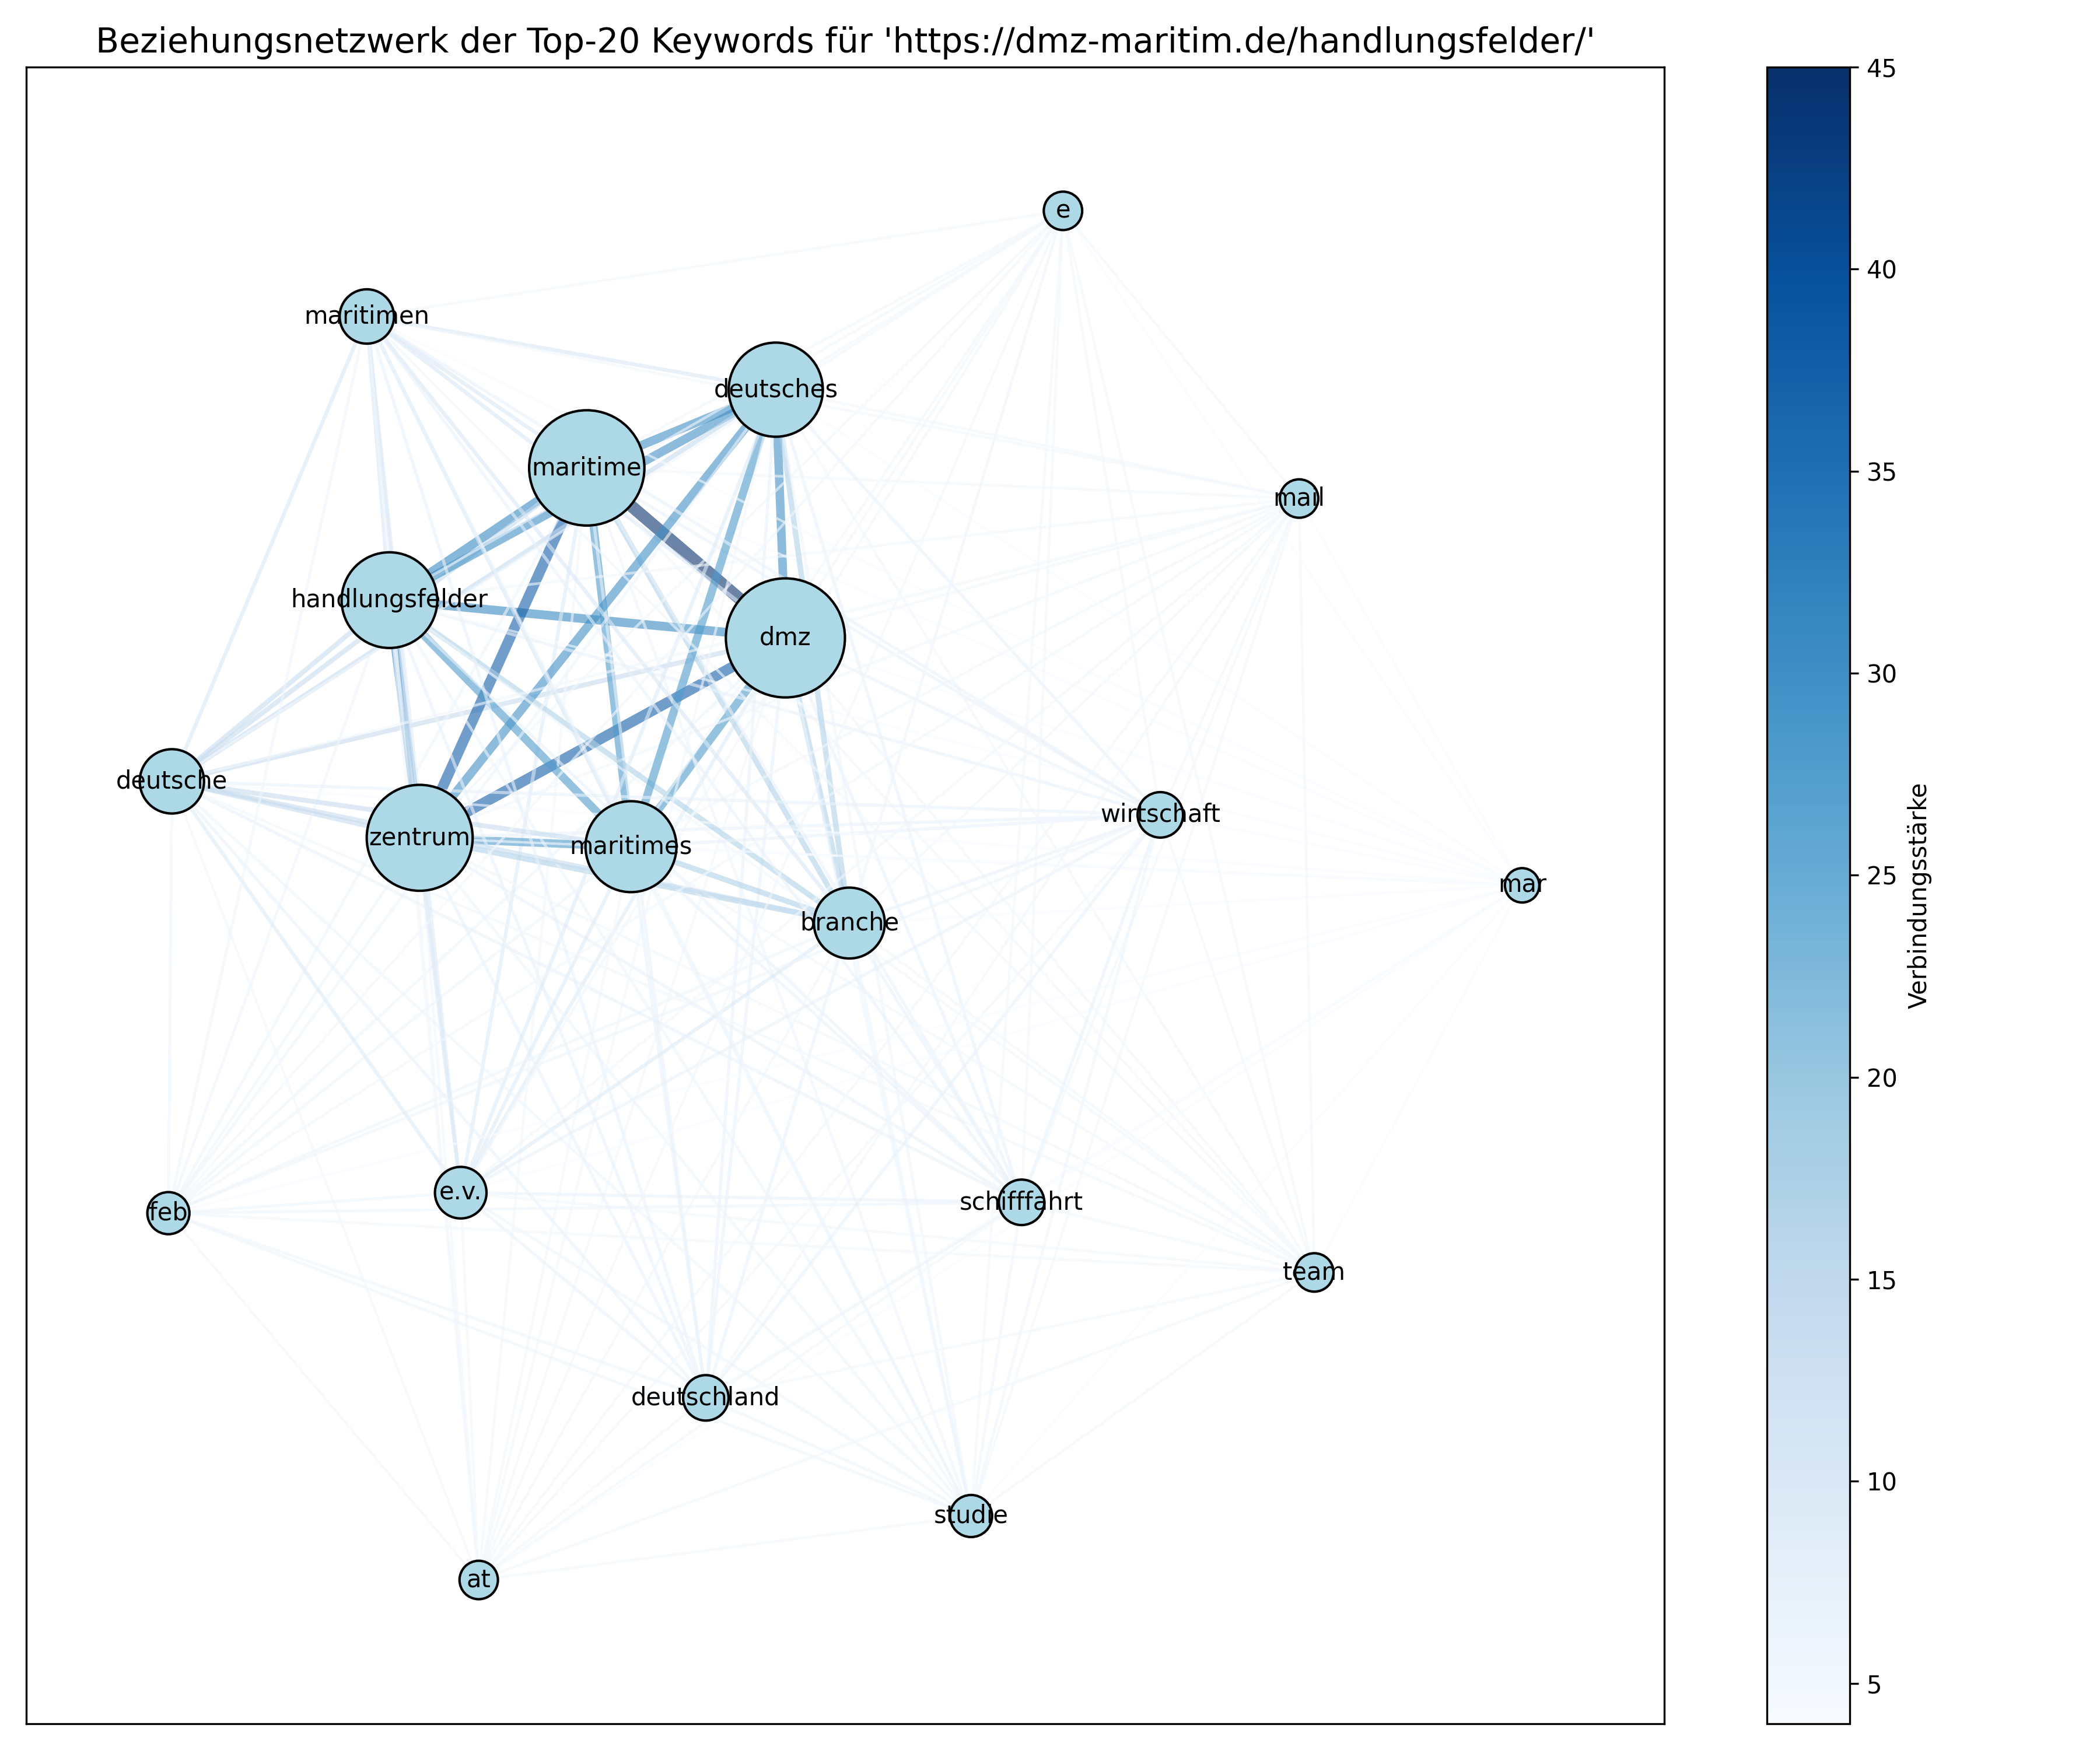 Beziehungsnetzwerk der Top-20 Keywords für 'https://dmz-maritim.de/handlungsfelder/'
e
maritimen
deutsches
maritime
mail
handlungsfelder
dmz
deutsche
wirtschaft
zentrum
maritimes
mar
branche
e.v.
schifffahrt
feb
team
deutschland
studie
at
45
40
35
30
25
20
15
10
5
Verbindungsstärke